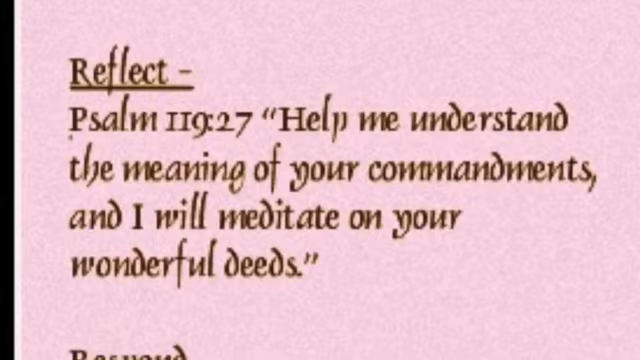 Reflect -
Psalm 119:27 “Help me understand
the meaning of your commandments,
and I will meditate on your
wonderful deeds.”
Respond